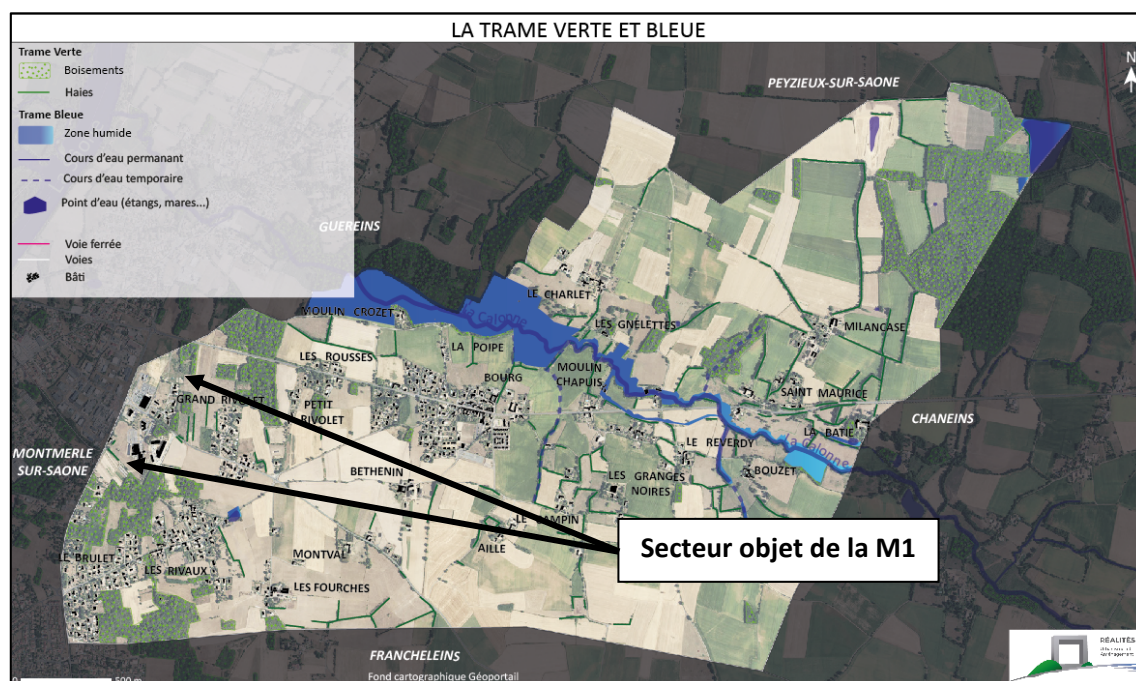 LA TRAME VERTE ET BLEUE
Trame Verte
Boisements
Haies
Trame Bleue
Zone humide
Cours d'eau permanant
Cours d'eau temporaire
Point d'eau (étangs, mares...)
Voie ferrée
Voies
Bâti
N
PEYZIEUX-SUR-SAONE
GUEREINS
LE CHARLET
MOULIN CROZET
La Calonne
LES GNELETTES
MILANCASE
LES ROUSSES
LA POIPE
BOURG
MOULIN
CHAPUIS
GRAND RIVOLET
PETIT
RIVOLET
SAINT MAURICE
CHANEINS
LA BATIE
MONTMERLE
SUR-SAONE
LE REVERDY
La Calonne
BETHENIN
LES GRANGES
NOIRES
BOUZET
LE CAMPIN
AILLE
Secteur objet de la M1
LE BRULET
LES RIVAUX
MONTVAL
LES FOURCHES
FRANCHELEINS
0 500 m
Fond cartographique Géoportail
RÉALITÉS